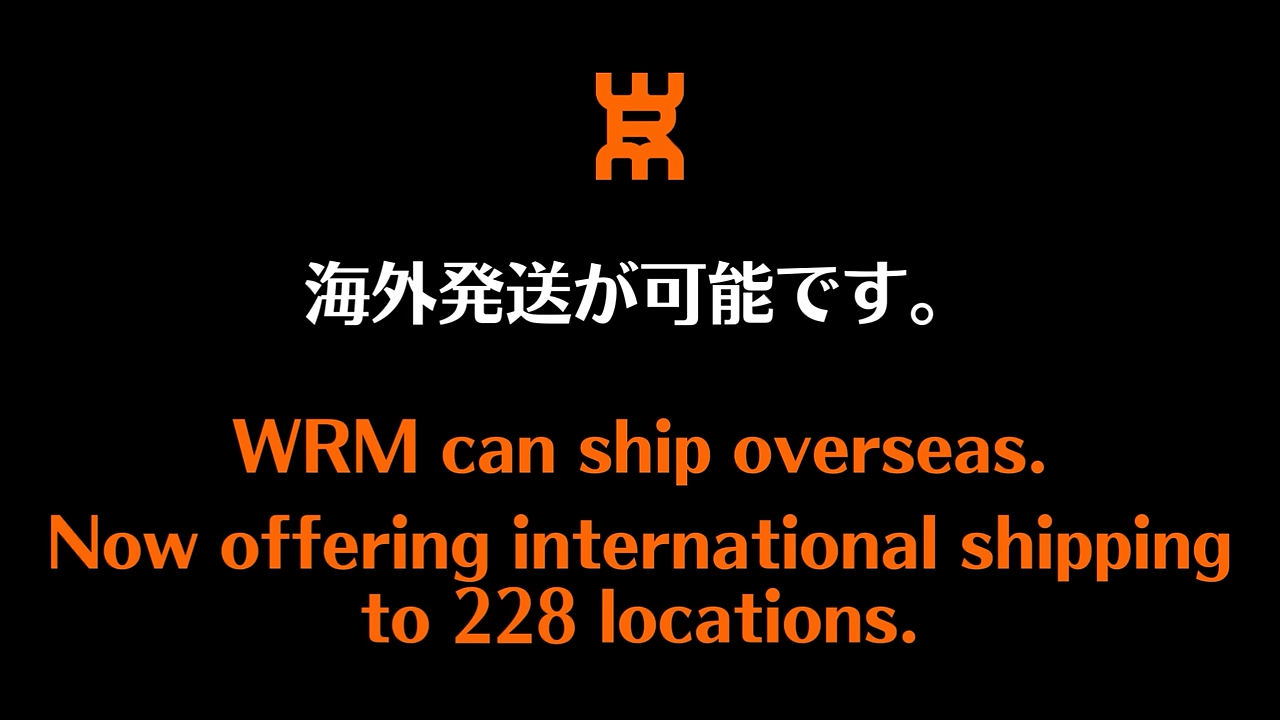 海外発送が可能です。
WRM can ship overseas.
Now offering international shipping
to 228 locations.